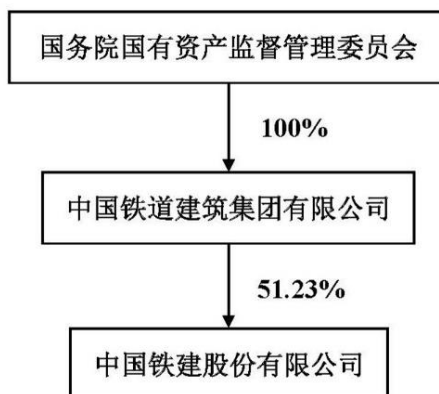 国务院国有资产监督管理委员会
100%
中国铁道建筑集团有限公司
51.23%
中国铁建股份有限公司